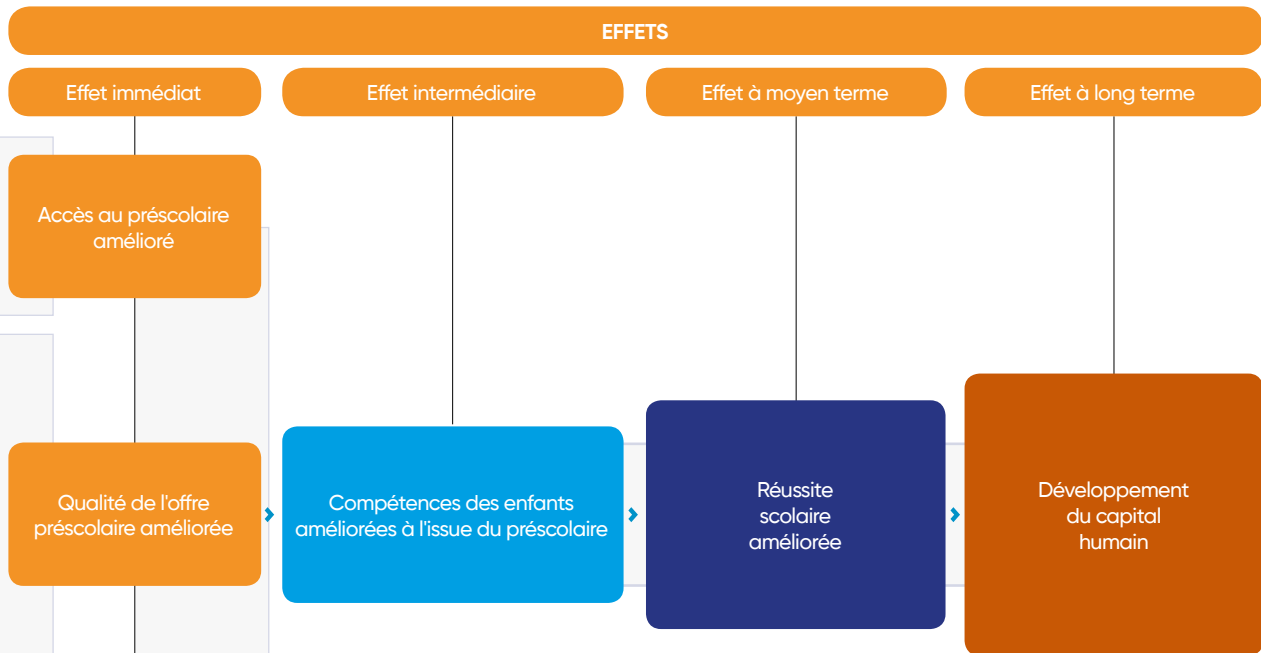 EFFETS
Effet immédiat
Effet intermédiaire
Effet à moyen terme
Effet à long terme
Accès au préscolaire
amélioré
Qualité de l'offre
préscolaire améliorée
Compétences des enfants
améliorées à l'issue du préscolaire
Réussite
scolaire
améliorée
Développement
du capital
humain